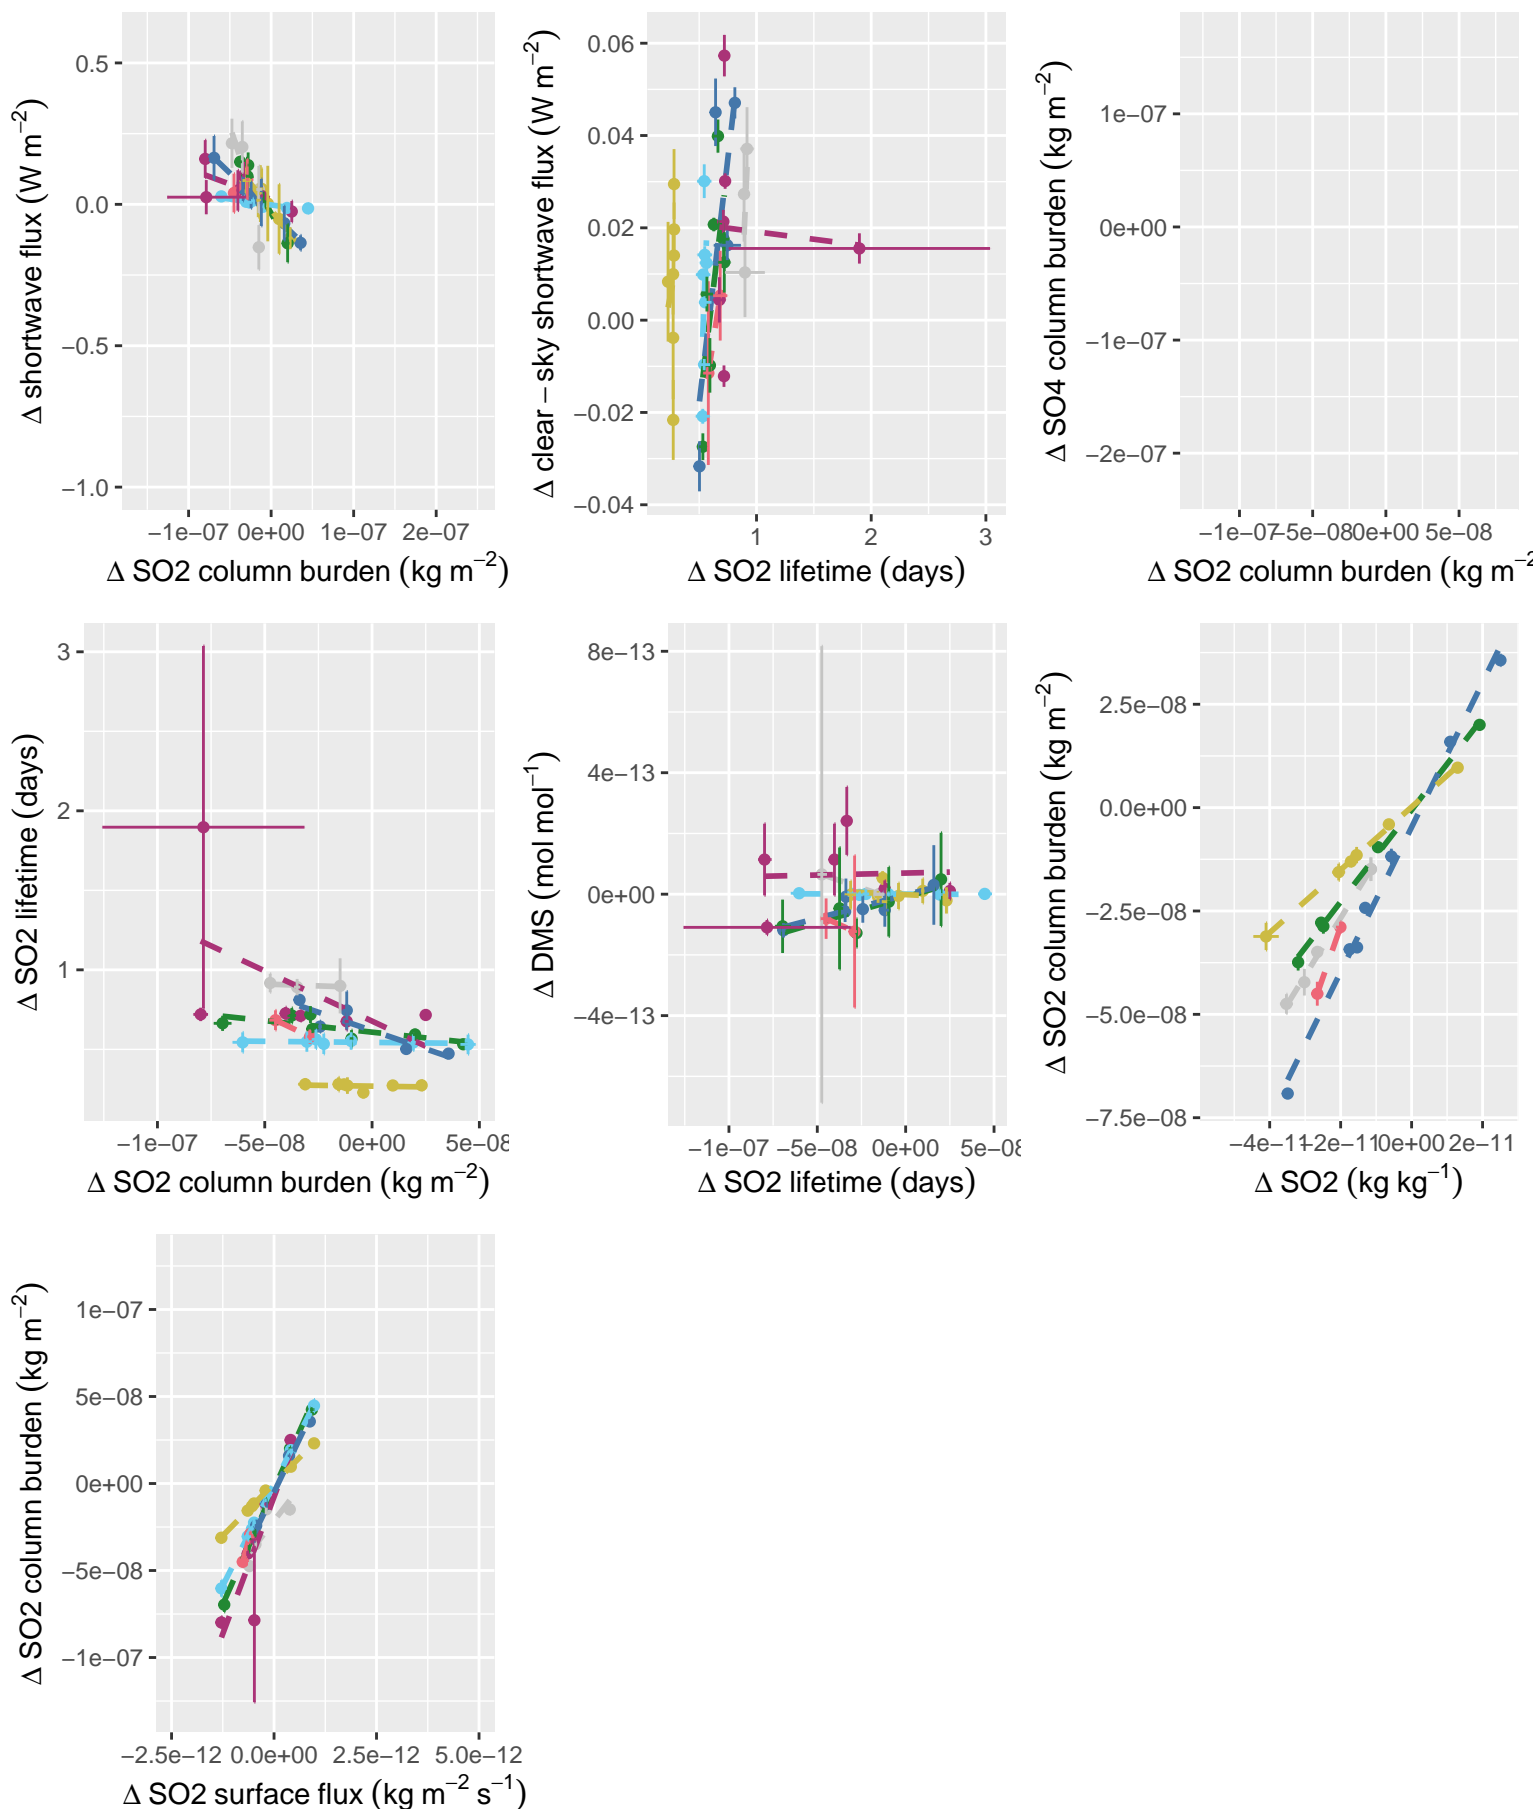 0.5
0.0
−0.5
−1.0
Δ shortwave flux (W m−2)
−1e−07 0e+00 1e−07 2e−07
Δ SO2 column burden (kg m−2)
0.06
0.04
0.02
0.00
−0.02
−0.04
Δ clear − sky shortwave flux (W m−2)
1 2 3
Δ SO2 lifetime (days)
1e−07
0e+00
−1e−07
−2e−07
Δ SO4 column burden (kg m−2)
−1e−07 −5e−08 0e+00 5e−08
Δ SO2 column burden (kg m−2
3
2
1
Δ SO2 lifetime (days)
−1e−07 −5e−08 0e+00 5e−08
Δ SO2 column burden (kg m−2)
8e−13
4e−13
0e+00
−4e−13
Δ DMS (mol mol−1)
−1e−07 −5e−08 0e+00 5e−08
Δ SO2 lifetime (days)
2.5e−08
0.0e+00
−2.5e−08
−5.0e−08
−7.5e−08
Δ SO2 column burden (kg m−2)
−4e−11 −2e−11 0e+00 2e−11
Δ SO2 (kg kg−1)
1e−07
5e−08
0e+00
−5e−08
−1e−07
Δ SO2 column burden (kg m−2)
−2.5e−12 0.0e+00 2.5e−12 5.0e−12
Δ SO2 surface flux (kg m−2 s−1)